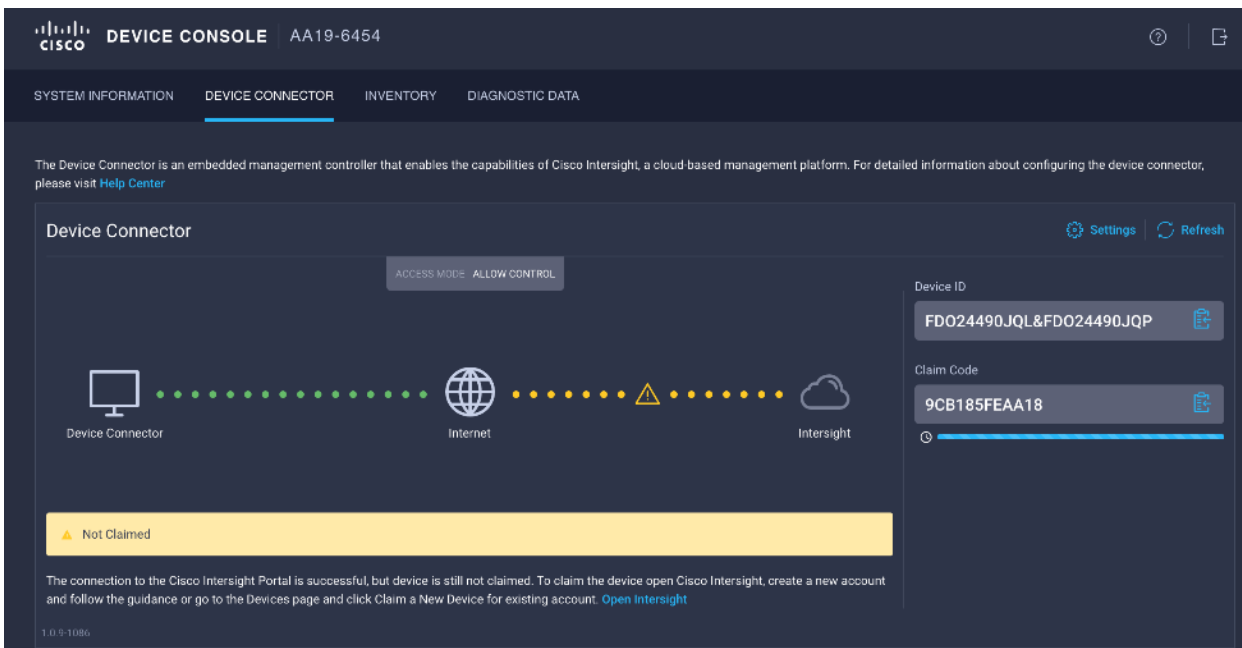 CISCO DEVICE CONSOLE AA19-6454
SYSTEM INFORMATION DEVICE CONNECTOR INVENTORY DIAGNOSTIC DATA
The Device Connector is an embedded management controller that enables the capabilities of Cisco Intersight, a cloud-based management platform. For detailed information about configuring the device connector,
please visit Help Center
Device Connector
Settings
Refresh
ACCESS MODE ALLOW CONTROL
Device ID
FDO24490JQL&FDO24490JQP
Claim Code
9CB185FEAA18
Device Connector
Internet
Intersight
Not Claimed
The connection to the Cisco Intersight Portal is successful, but device is still not claimed. To claim the device open Cisco Intersight, create a new account
and follow the guidance or go to the Devices page and click Claim a New Device for existing account. Open Intersight
1.0.9-1086